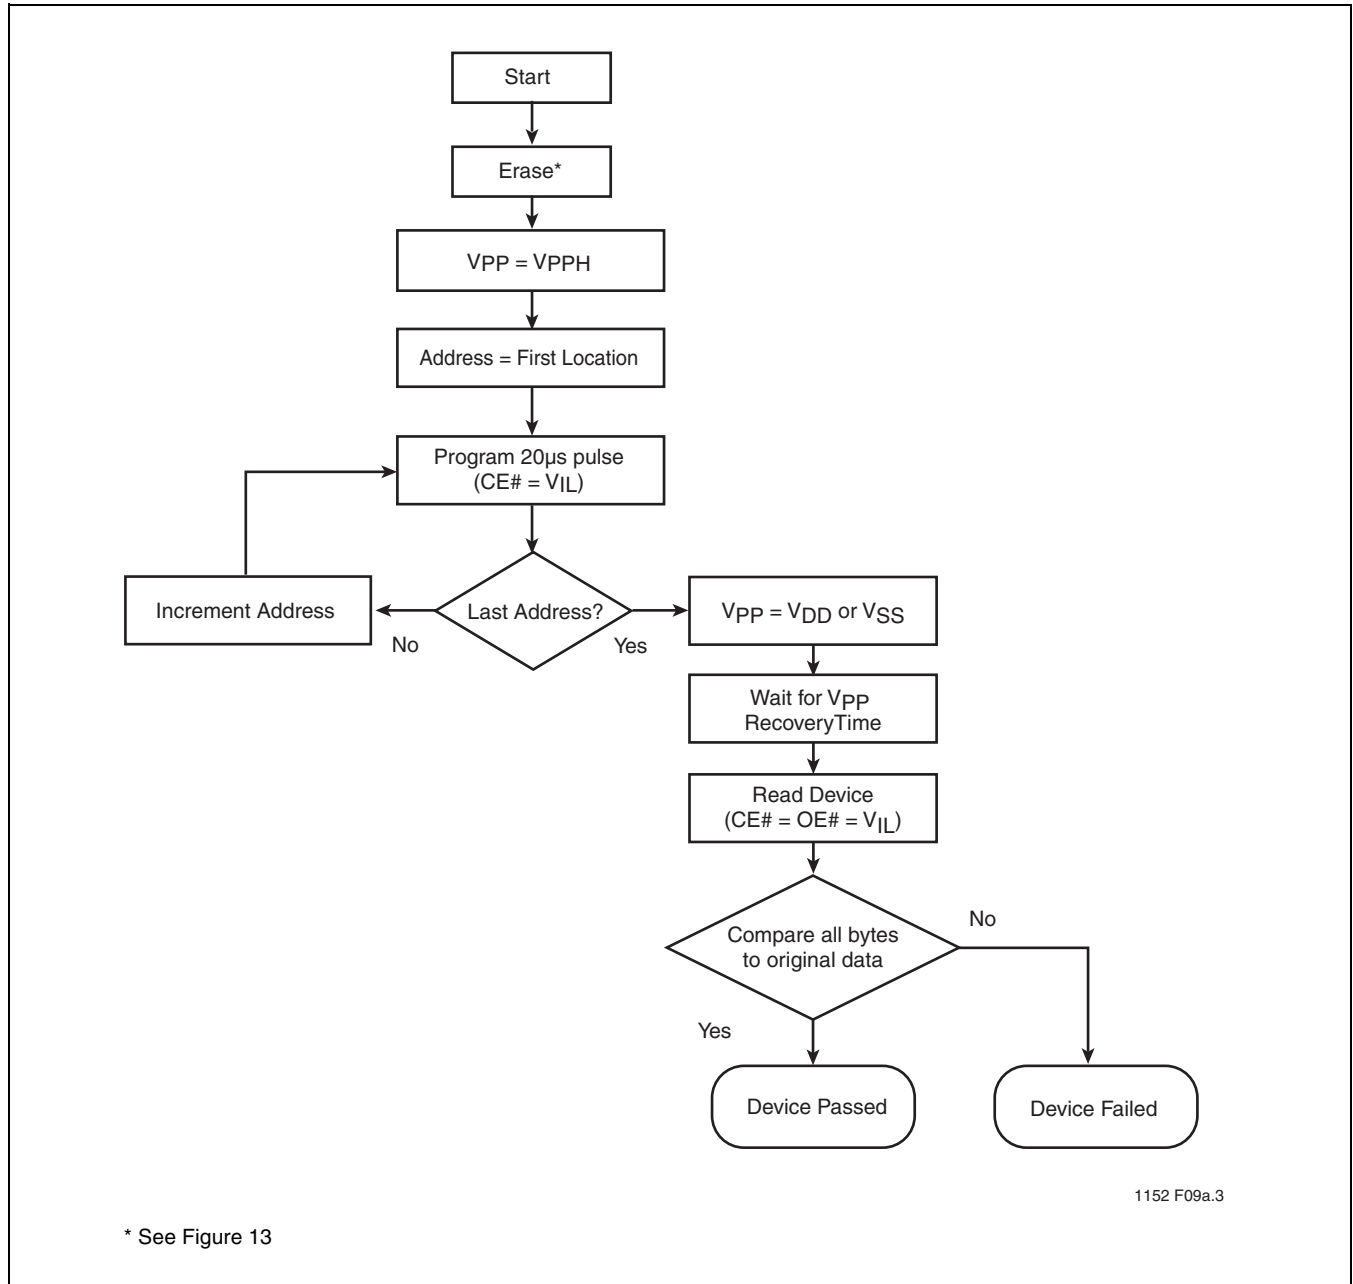 Start
Erase*
VPP = VPPH
Address = First Location
Program 20µs pulse
(CE# = VIL)
Increment Address
Last Address?
No
Yes
VPP = VDD or VSS
Wait for VPP
RecoveryTime
Read Device
(CE# = OE# = VIL)
Compare all bytes
to original data
No
Yes
Device Passed
Device Failed
1152 F09a.3
* See Figure 13